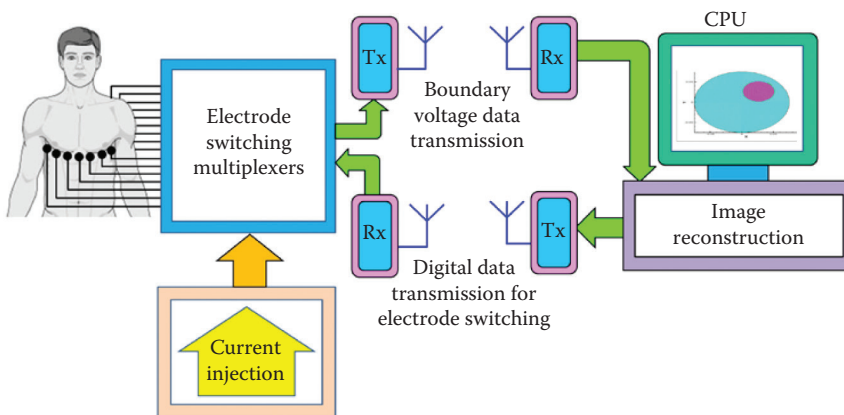 CPU
Tx
Rx
Boundary
voltage data
transmission
Electrode
switching
multiplexers
Rx
Tx
Image
reconstruction
Digital data
transmission for
electrode switching
Current
injection